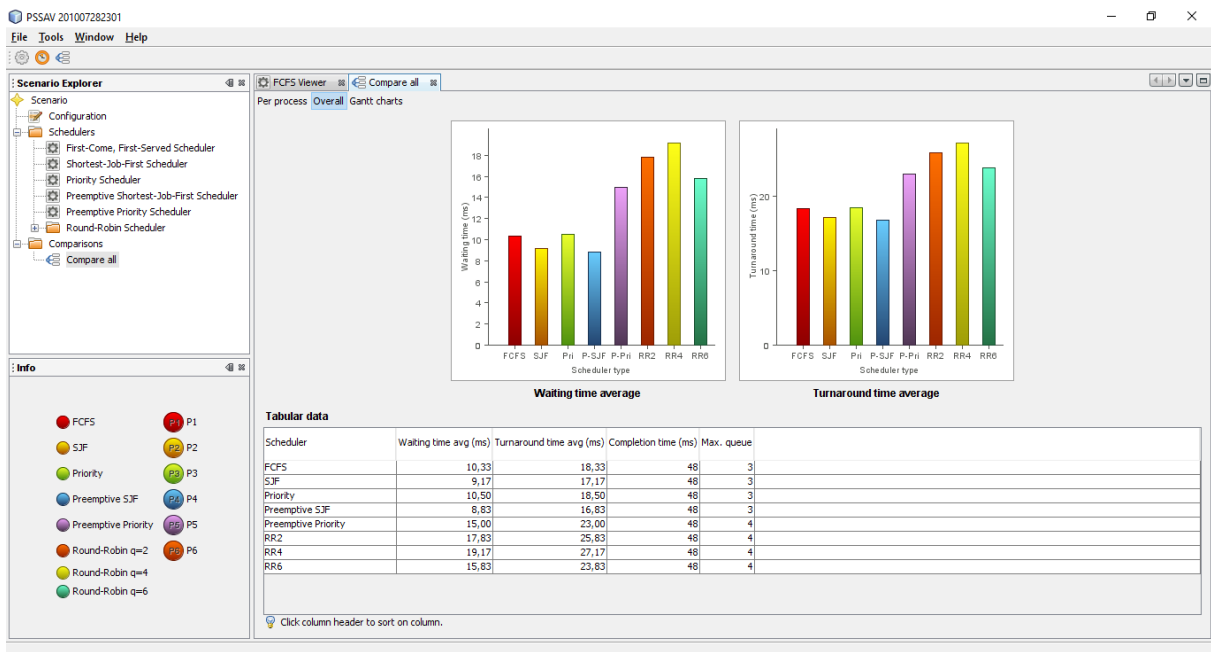 PSSAV 201007282301
File Tools Window Help
Scenario Explorer
Scenario
Configuration
Schedulers
First-Come, First-Served Scheduler
Shortest-Job-First Scheduler
Priority Scheduler
Preemptive Shortest-Job-First Scheduler
Preemptive Priority Scheduler
Round-Robin Scheduler
Comparisons
Compare all
Info
FCFS P1 P1
SJF P2 P2
Priority P3 P3
Preemptive SJF P4 P4
Preemptive Priority P5 P5
Round-Robin q=2 P6 P6
Round-Robin q=4
Round-Robin q=6
FCFS Viewer Compare all
Per process Overall Gantt charts
Waiting time (ms)
18
16
14
12
10
8
6
4
2
0
FCFS SJF Pri P-SJF P-Pri RR2 RR4 RR6
Scheduler type
Waiting time average
Turnaround time (ms)
20
10
0
FCFS SJF Pri P-SJF P-Pri RR2 RR4 RR6
Scheduler type
Turnaround time average
Tabular data
Scheduler Waiting time avg (ms) Turnaround time avg (ms) Completion time (ms) Max. queue
FCFS 10,33 18,33 48 3
SJF 9,17 17,17 48 3
Priority 10,50 18,50 48 3
Preemptive SJF 8,83 16,83 48 3
Preemptive Priority 15,00 23,00 48 4
RR2 17,83 25,83 48 4
RR4 19,17 27,17 48 4
RR6 15,83 23,83 48 4
Click column header to sort on column.